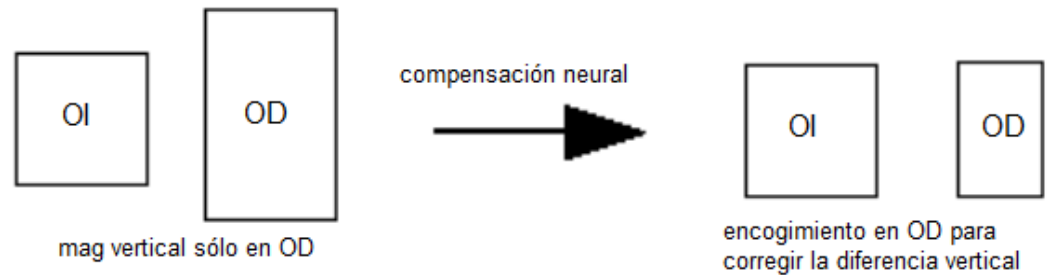 OI
OD
mag vertical sólo en OD
compensación neural
OI
OD
encogimiento en OD para
corregir la diferencia vertical